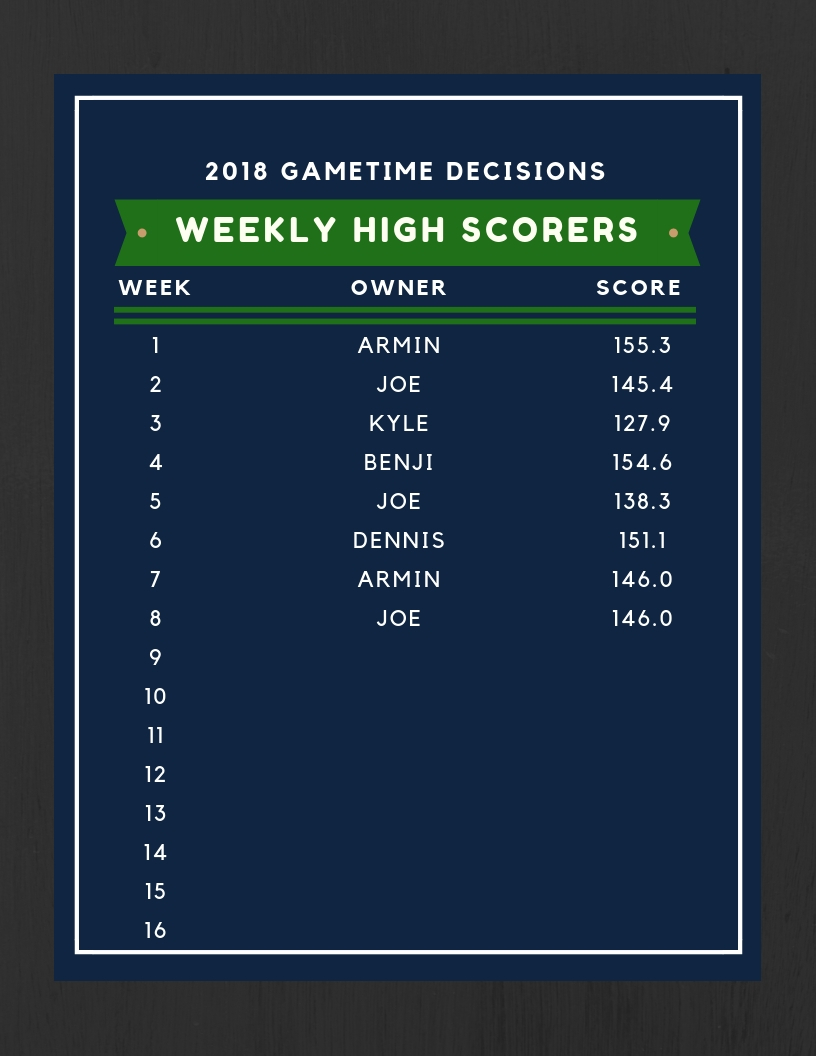 2018 GAMETIME DECISIONS
WEEKLY HIGH SCORERS
WEEK OWNER SCORE
1 ARMIN 155.3
2 JOE 145.4
3 KYLE 127.9
4 BENJI 154.6
5 JOE 138.3
6 DENNIS 151.1
7 ARMIN 146.0
8 JOE 146.0
9
10
11
12
13
14
15
16